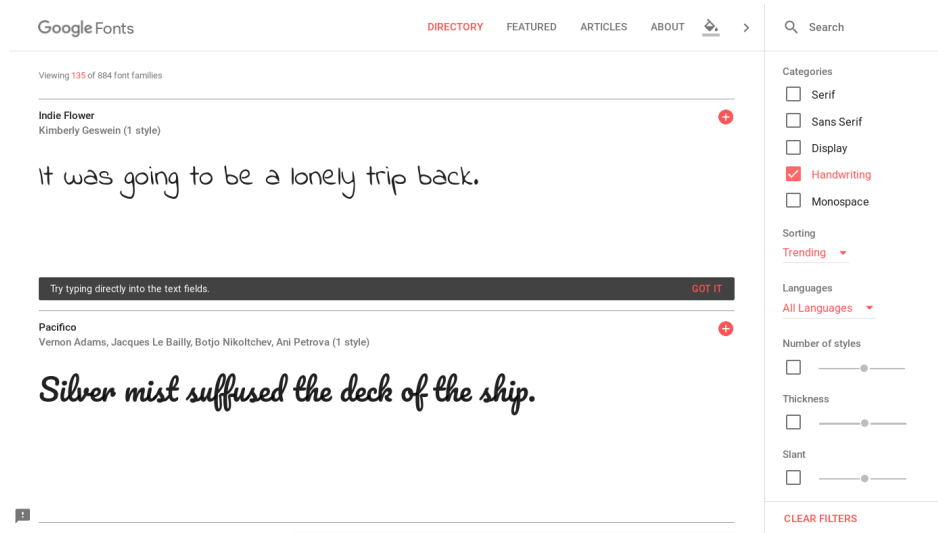 Google Fonts
DIRECTORY FEATURED ARTICLES ABOUT
Search
Viewing 135 of 884 font families
Indie Flower
Kimberly Geswein (1 style)
It was going to be a lonely trip back.
Try typing directly into the text fields. GOT IT
Pacifico
Vernon Adams, Jacques Le Bailly, Botjo Nikoltchev, Ani Petrova (1 style)
Silver mist suffused the deck of the ship.
Categories
Serif
Sans Serif
Display
Handwriting
Monospace
Sorting
Trending
Languages
All Languages
Number of styles
Thickness
Slant
CLEAR FILTERS